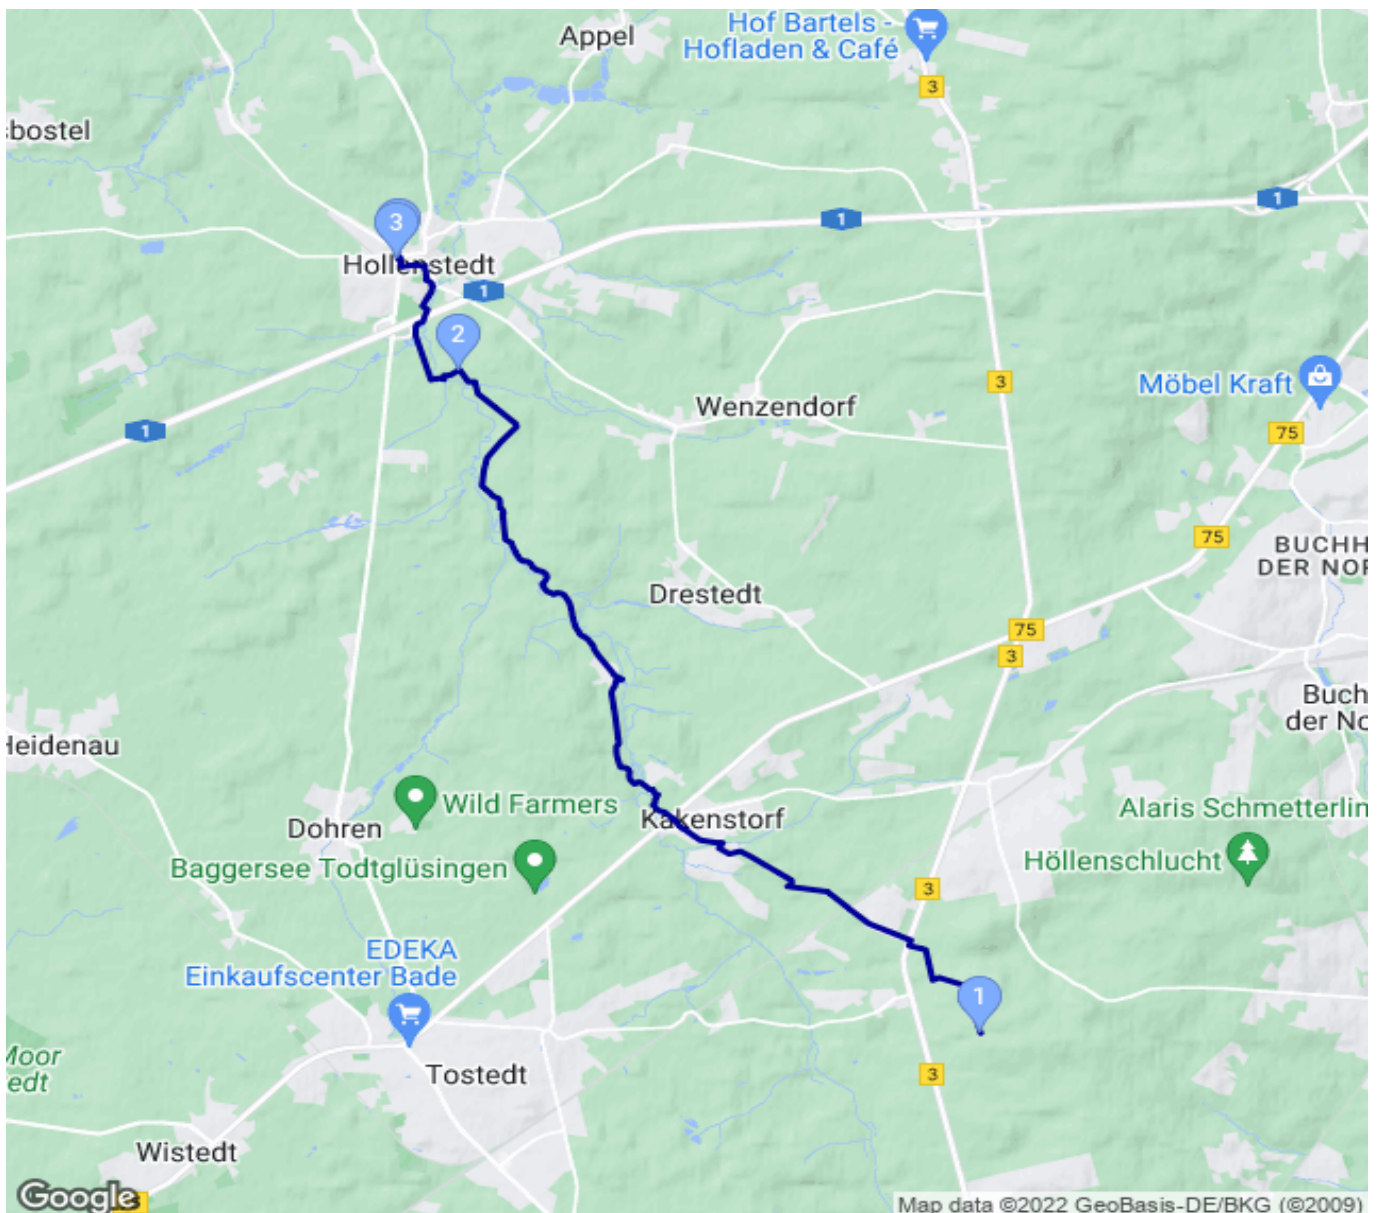 Hof Bartels -
Hofladen & Café
Appel
3
sbostel
1
1
3
Hollenstedt
1
2
3
Möbel Kraft
Wenzendorf
1
75
75
BUCHH
DER NOR
Drestedt
75
3
Buch
der No
Heidenau
Wild Farmers
Alaris Schmetterlin
Dohren
Kakenstorf
Höllenschlucht
Baggersee Todtglüsingen
3
EDEKA
Einkaufscenter Bade
1
Moor
edt
Tostedt
3
Wistedt
Google
Map data ©2022 GeoBasis-DE/BKG (©2009)